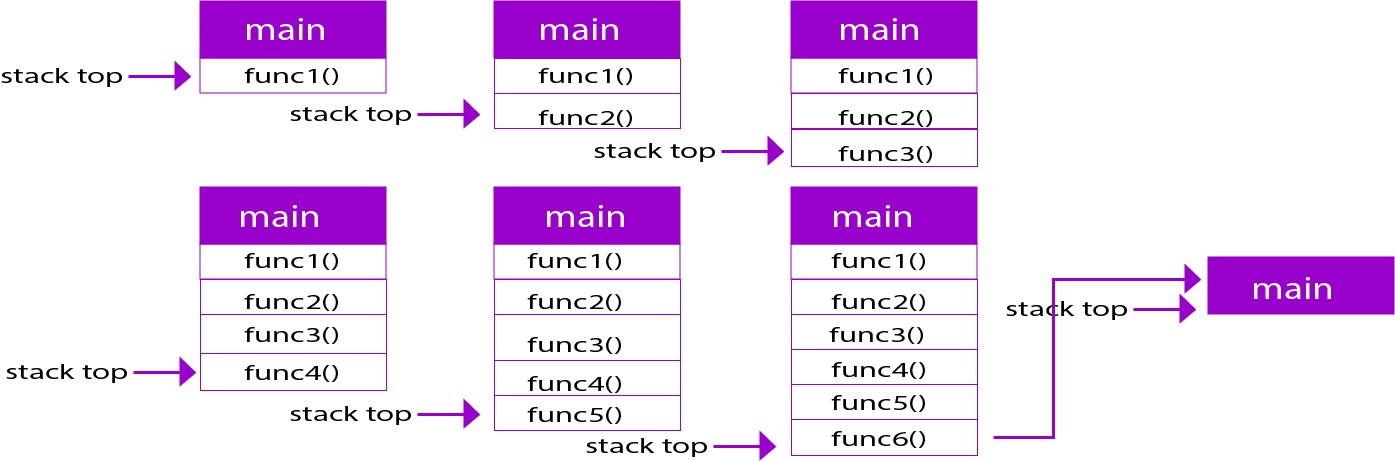 main
func1()
stack top
main
func1()
func2()
stack top
main
func1()
func2()
func3()
stack top
main
func1()
func2()
func3()
func4()
stack top
main
func1()
func2()
func3()
func4()
func5()
stack top
main
func1()
func2()
func3()
func4()
func5()
func6()
stack top
main
stack top